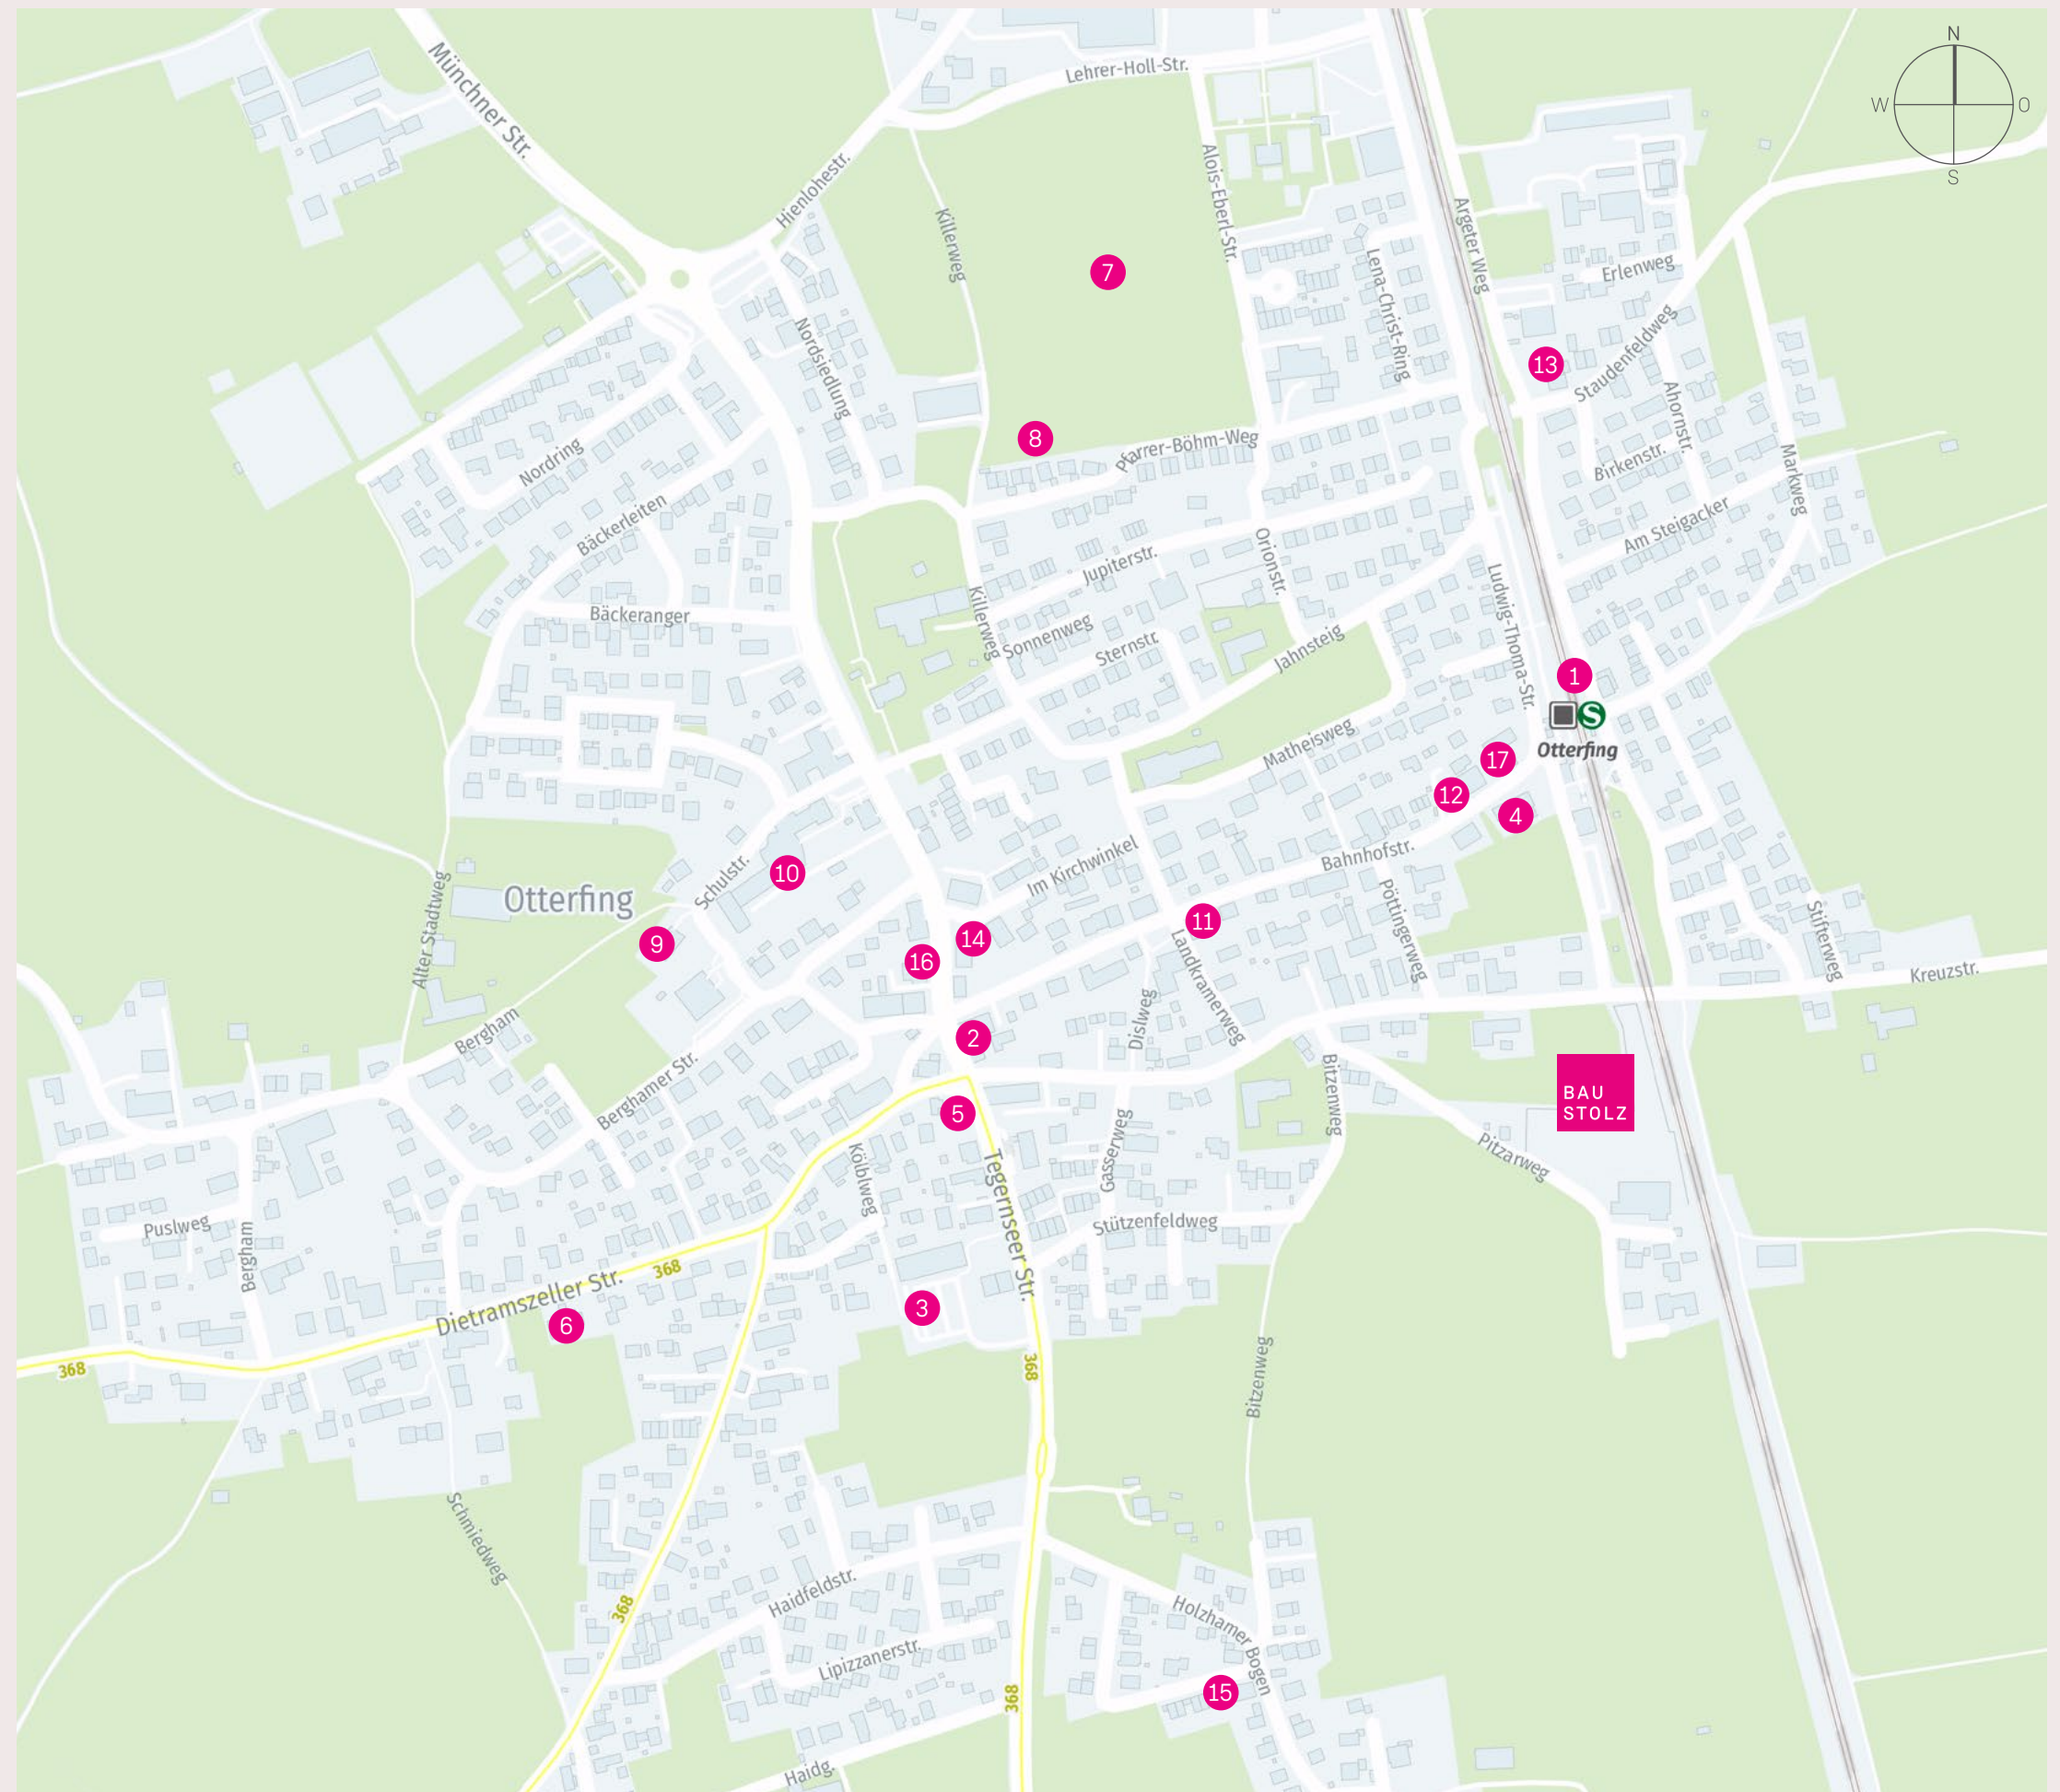 N
W
O
S
Münchner Str.
Lehrer-Holl-Str.
Hienlohestr.
Killerweg
Alois-Eberl-Str.
Argeter Weg
Lena-Christ-Ring
Erlenweg
7
Nordsiedlung
Staudenfeldweg
13
Ahornstr.
8
Pfarrer-Böhm-Weg
Nordring
Birkenstr.
Markweg
Bäckerleiten
Am Steigacker
Jupiterstr.
Orionstr.
Bäckeranger
Killerweg
Sonnenweg
Sternstr.
Jahnsteig
Ludwig-Thoma-Str.
1
S
Otterfing
Matheisweg
17
12
4
Im Kirchwinkel
Bahnhofstr.
Schulstr.
10
Otterfing
Alter Stadtweg
Pöttingerweg
9
11
14
16
Landkramerweg
Stifterweg
Kreuzstr.
Bergham
Dislweg
2
Berghamer Str.
Bitzenweg
BAU
STOLZ
5
Pitzarweg
Kölblweg
Gasserweg
Tegernseer Str.
Puslweg
Bergham
Stützenfeldweg
368
Dietramszeller Str.
3
6
368
368
Bitzenweg
Schmiedweg
368
Haidfeldstr.
Holzhamer Bogen
Lipizzanerstr.
15
368
Haidg.